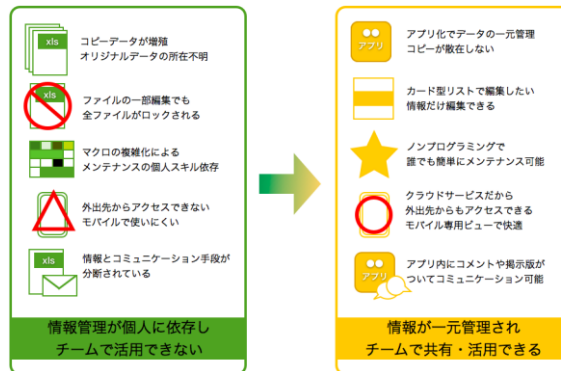 xls
コピーデータが増殖
オリジナルデータの所在不明
xls
ファイルの一部編集でも
全ファイルがロックされる
マクロの複雑化による
メンテナンスの個人スキル依存
外出先からアクセスできない
モバイルで使いにくい
xls
情報とコミュニケーション手段が
分断されている
情報管理が個人に依存し
チームで活用できない
アプリ
アプリ化でデータの一元管理
コピーが散在しない
カード型リストで編集したい
情報だけ編集できる
ノンプログラミングで
誰でも簡単にメンテナンス可能
クラウドサービスだから
外出先からもアクセスできる
モバイル専用ビューで快適
アプリ
アプリ内にコメントや掲示版が
ついてコミュニケーション可能
情報が一元管理され
チームで共有・活用できる